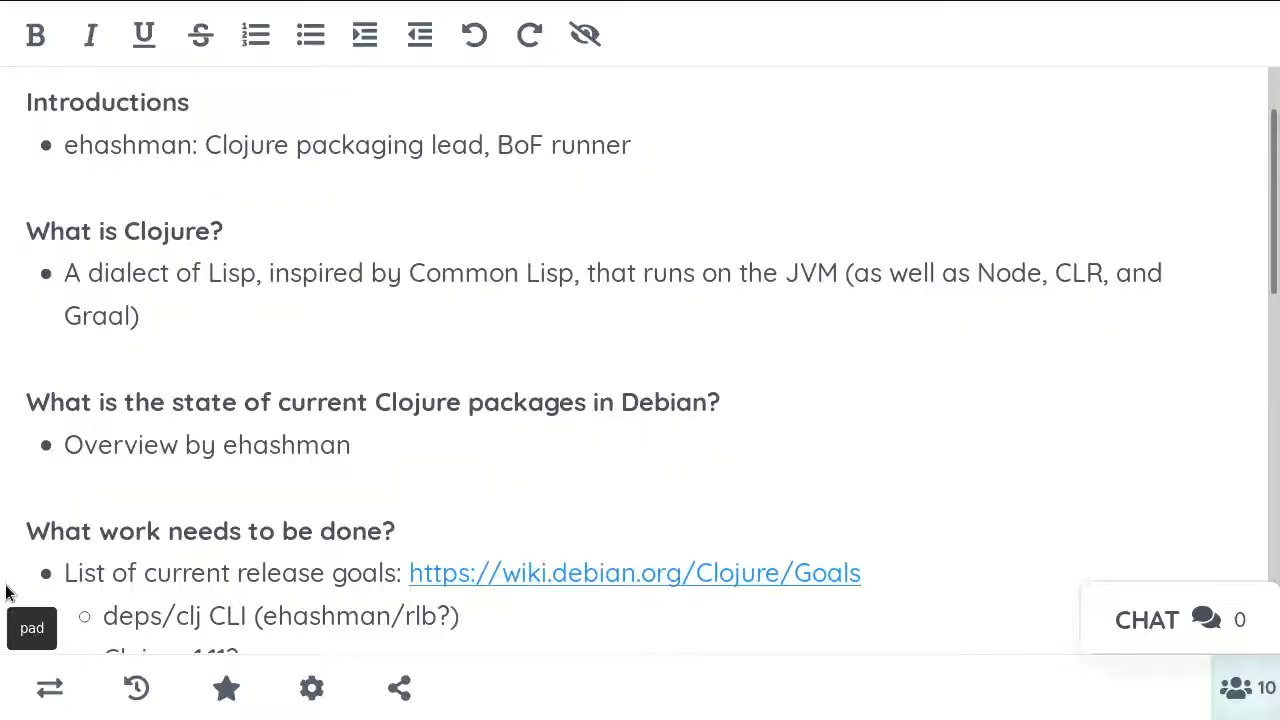 Introductions
ehashman: Clojure packaging lead, BoF runner
What is Clojure?
A dialect of Lisp, inspired by Common Lisp, that runs on the JVM (as well as Node, CLR, and
Graal)
What is the state of current Clojure packages in Debian?
Overview by ehashman
What work needs to be done?
List of current release goals: https://wiki.debian.org/Clojure/Goals
deps/clj CLI (ehashman/rlb?)
pad
CHAT 0
10